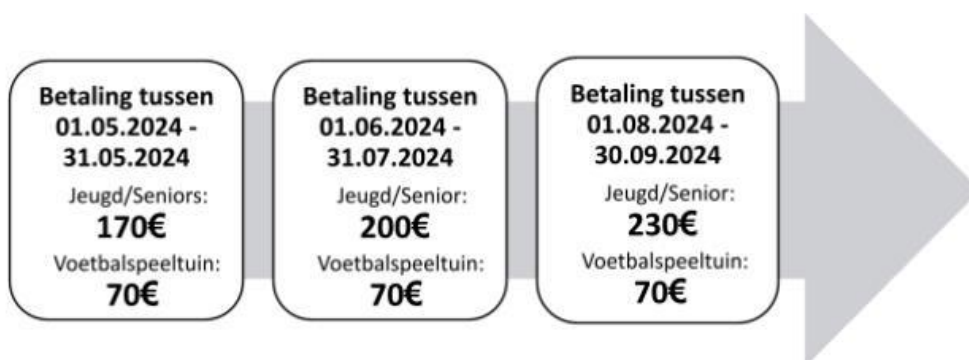 Betaling tussen
01.05.2024 -
31.05.2024
Jeugd/Seniors:
170€
Voetbalspeeltuin:
70€
Betaling tussen
01.06.2024 -
31.07.2024
Jeugd/Senior:
200€
Voetbalspeeltuin:
70€
Betaling tussen
01.08.2024 -
30.09.2024
Jeugd/Senior:
230€
Voetbalspeeltuin:
70€